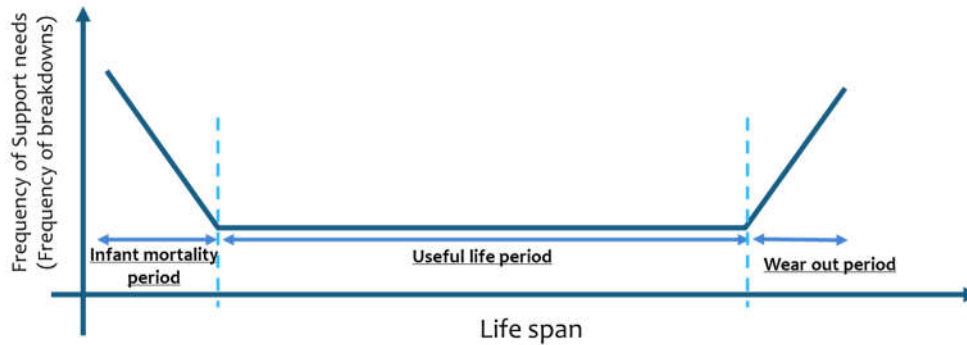 Frequency of Support needs
(Frequency of breakdowns)
Infant mortality
period
Useful life period
Wear out period
Life span